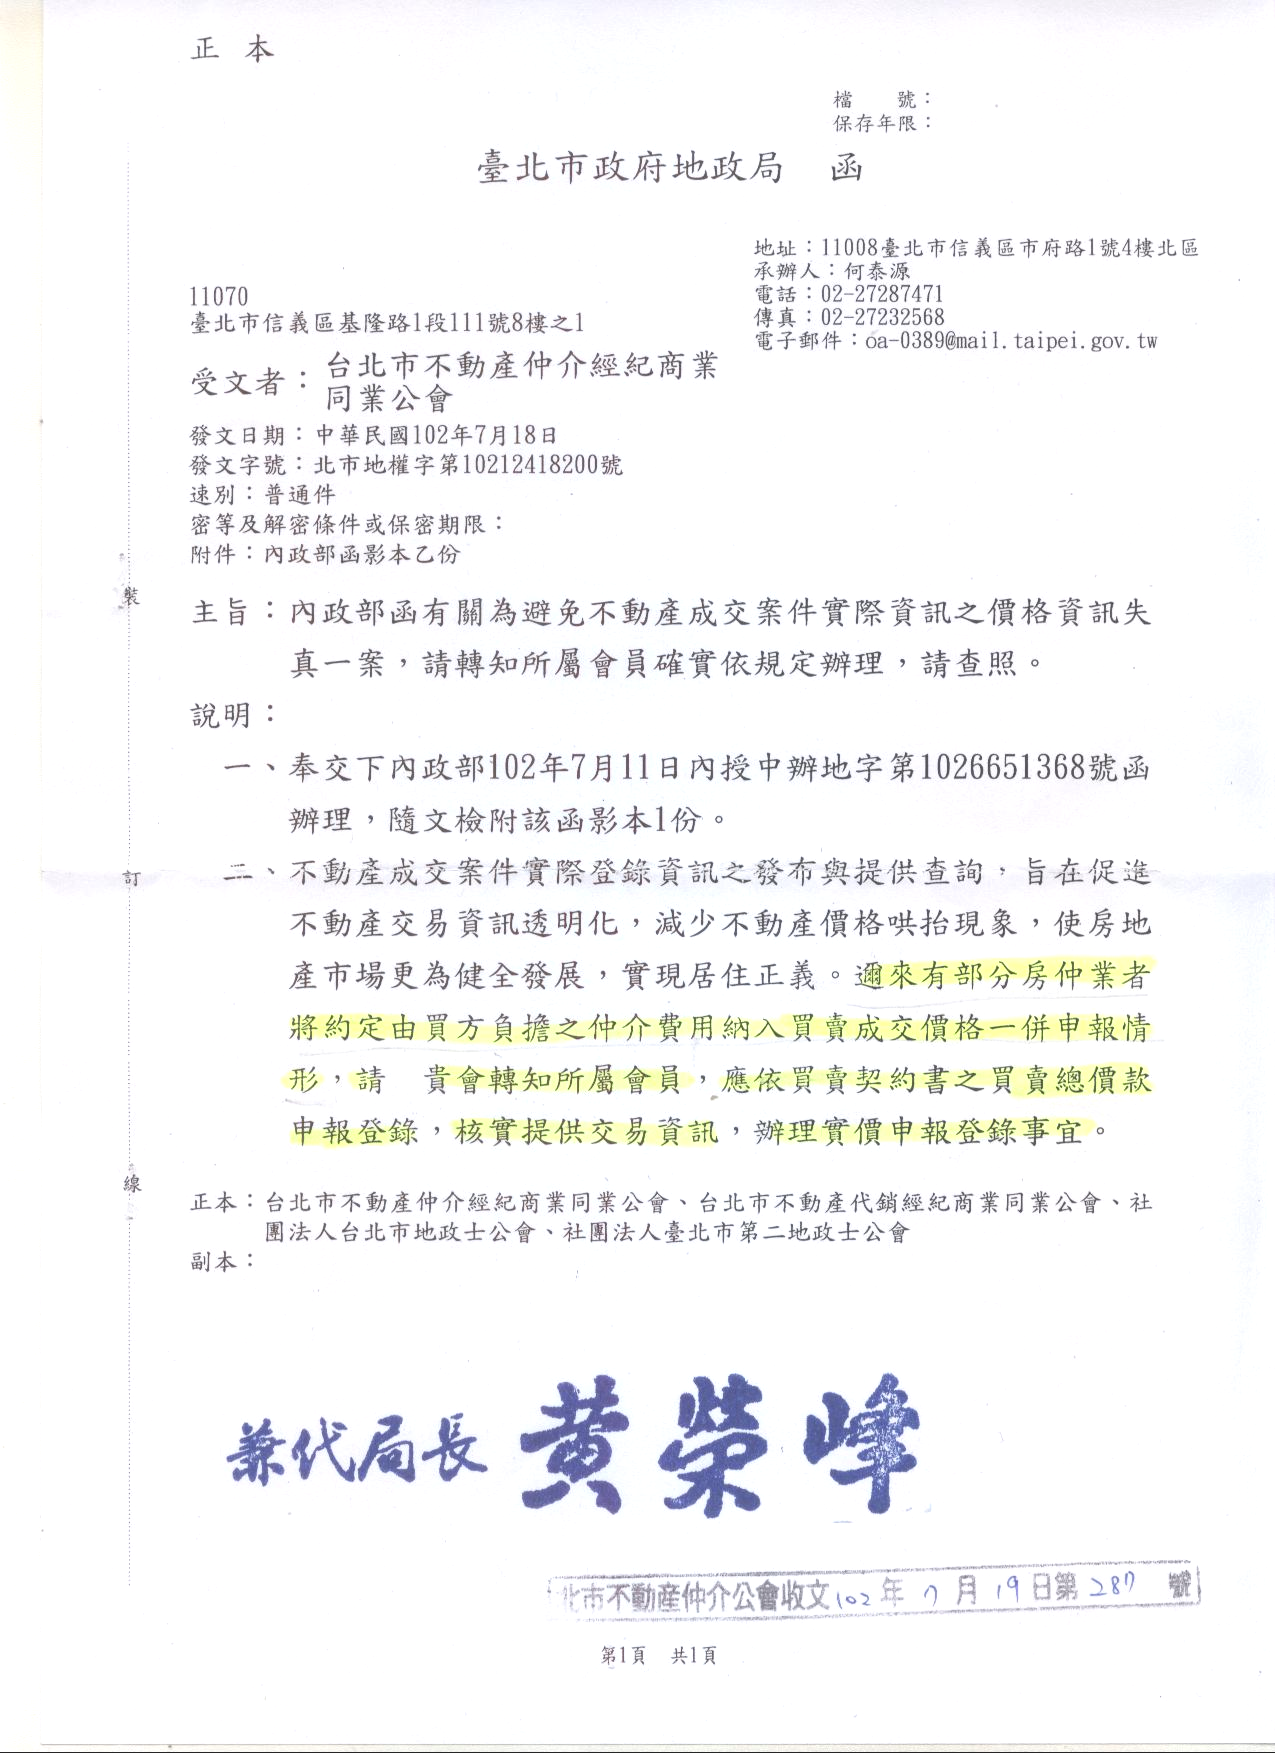 正 本
檔　　號：
保存年限：
臺北市政府地政局　函
地址：11008臺北市信義區市府路1號4樓北區
承辦人：何泰源
電話：02-27287471
傳真：02-27232568
電子郵件：oa-0389@mail.taipei.gov.tw
11070
臺北市信義區基隆路1段111號8樓之1
受文者：台北市不動產仲介經紀商業
同業公會
發文日期：中華民國102年7月18日
發文字號：北市地權字第10212418200號
速別：普通件
密等及解密條件或保密期限：
附件：內政部函影本乙份
主旨：內政部函有關為避免不動產成交案件實際資訊之價格資訊失
真一案，請轉知所屬會員確實依規定辦理，請查照。
說明：
一、奉交下內政部102年7月11日內授中辦地字第1026651368號函
辦理，隨文檢附該函影本1份。
二、不動產成交案件實際登錄資訊之發布與提供查詢，旨在促進
不動產交易資訊透明化，減少不動產價格哄抬現象，使房地
產市場更為健全發展，實現居住正義。邇來有部分房仲業者
將約定由買方負擔之仲介費用納入買賣成交價格一併申報情
形，請　貴會轉知所屬會員，應依買賣契約書之買賣總價款
申報登錄，核實提供交易資訊，辦理實價申報登錄事宜。
正本：台北市不動產仲介經紀商業同業公會、台北市不動產代銷經紀商業同業公會、社
團法人台北市地政士公會、社團法人臺北市第二地政士公會
副本：
裝
訂
線
兼代局長 黃榮峰
北市不動產仲介公會收文102年7月19日第287號
第1頁　共1頁